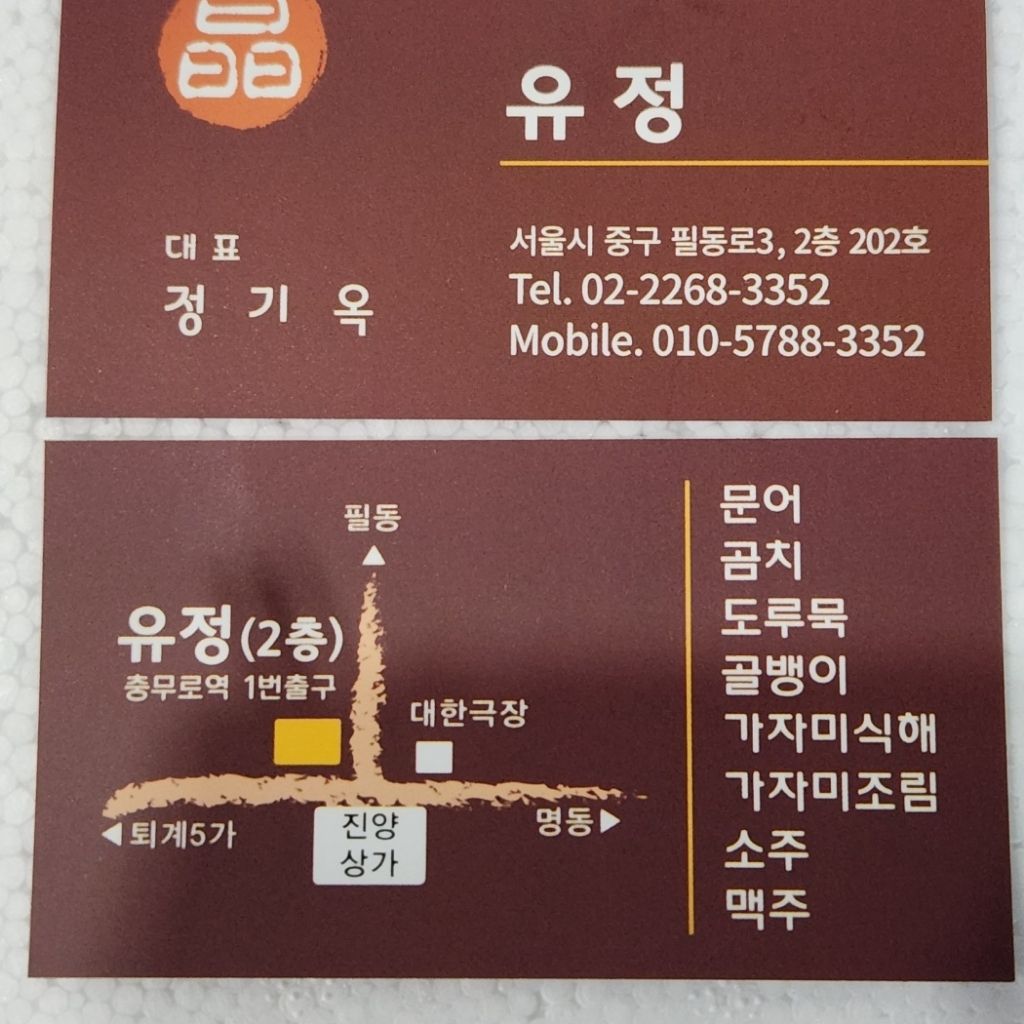 晶
유정
대표
정기옥
서울시 중구 필동로3, 2층 202호
Tel. 02-2268-3352
Mobile. 010-5788-3352
필동
유정(2층)
충무로역 1번출구
대한극장
◀퇴계5가
진양
상가
명동▶
문어
곰치
도루묵
골뱅이
가자미식해
가자미조림
소주
맥주